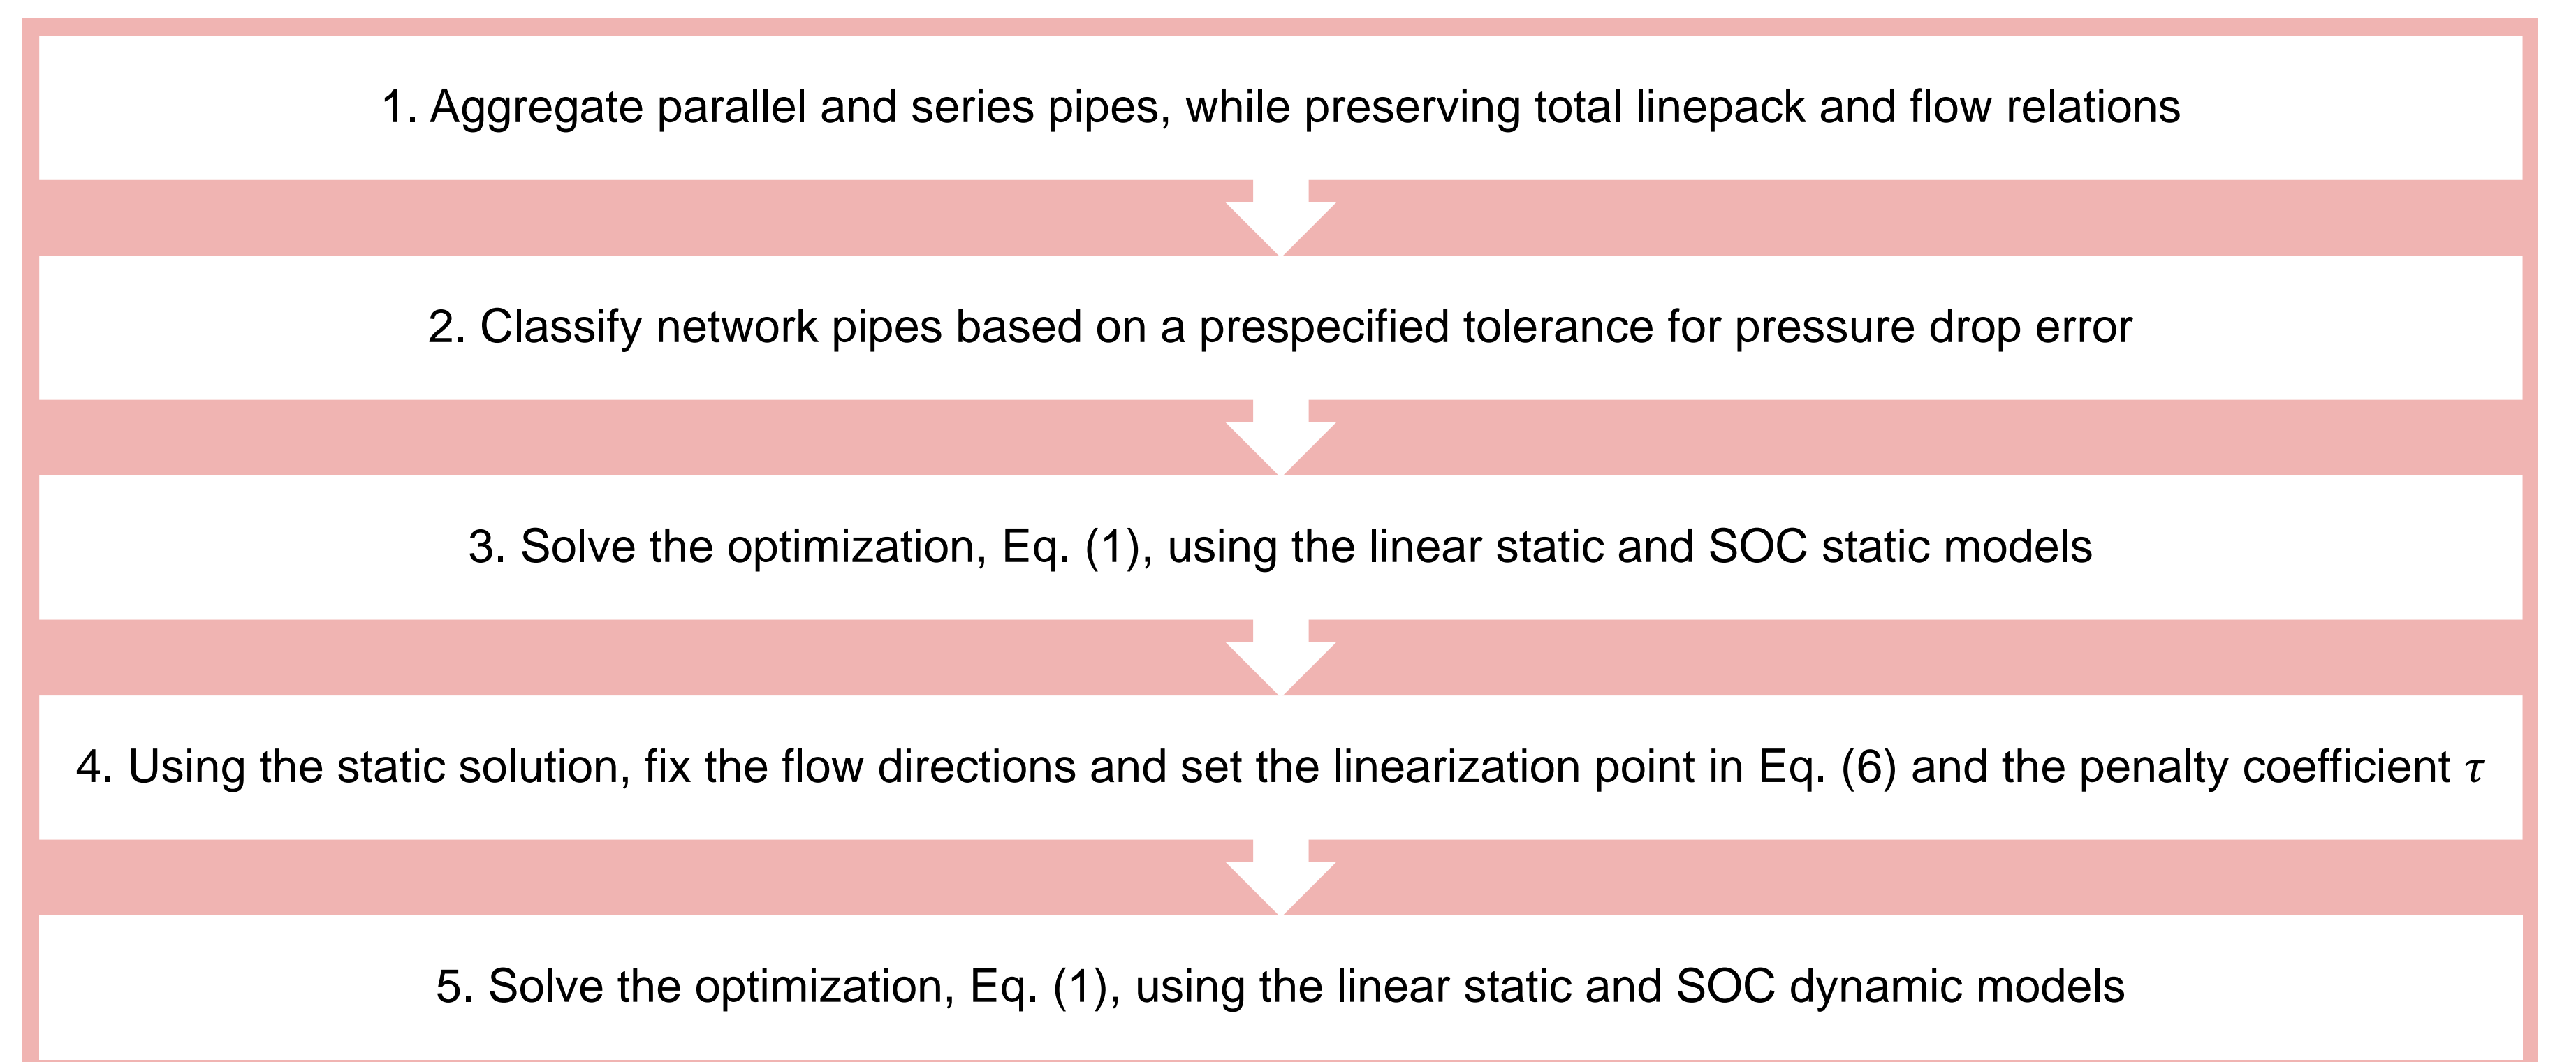 1. Aggregate parallel and series pipes, while preserving total linepack and flow relations
2. Classify network pipes based on a prespecified tolerance for pressure drop error
3. Solve the optimization, Eq. (1), using the linear static and SOC static models
4. Using the static solution, fix the flow directions and set the linearization point in Eq. (6) and the penalty coefficient τ
5. Solve the optimization, Eq. (1), using the linear static and SOC dynamic models